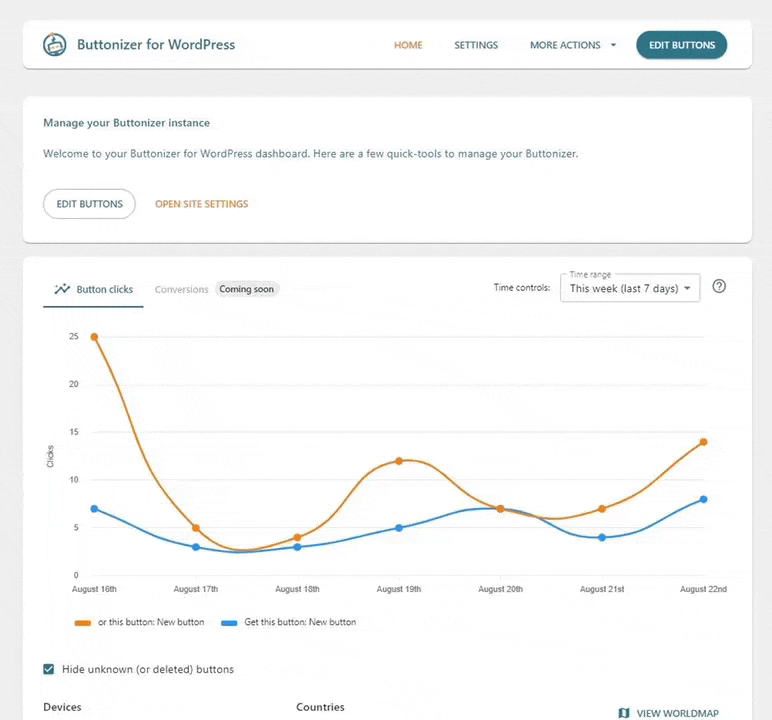 Buttonizer for WordPress
HOME
SETTINGS
MORE ACTIONS
EDIT BUTTONS
Manage your Buttonizer instance
Welcome to your Buttonizer for WordPress dashboard. Here are a few quick-tools to manage your Buttonizer.
EDIT BUTTONS
OPEN SITE SETTINGS
Button clicks
Conversions
Coming soon
Time controls:
Time range
This week (last 7 days)
?
25
20
15
10
5
0
Clicks
August 16th
August 17th
August 18th
August 19th
August 20th
August 21st
August 22nd
or this button: New button
Get this button: New button
Hide unknown (or deleted) buttons
Devices
Countries
VIEW WORLDMAP